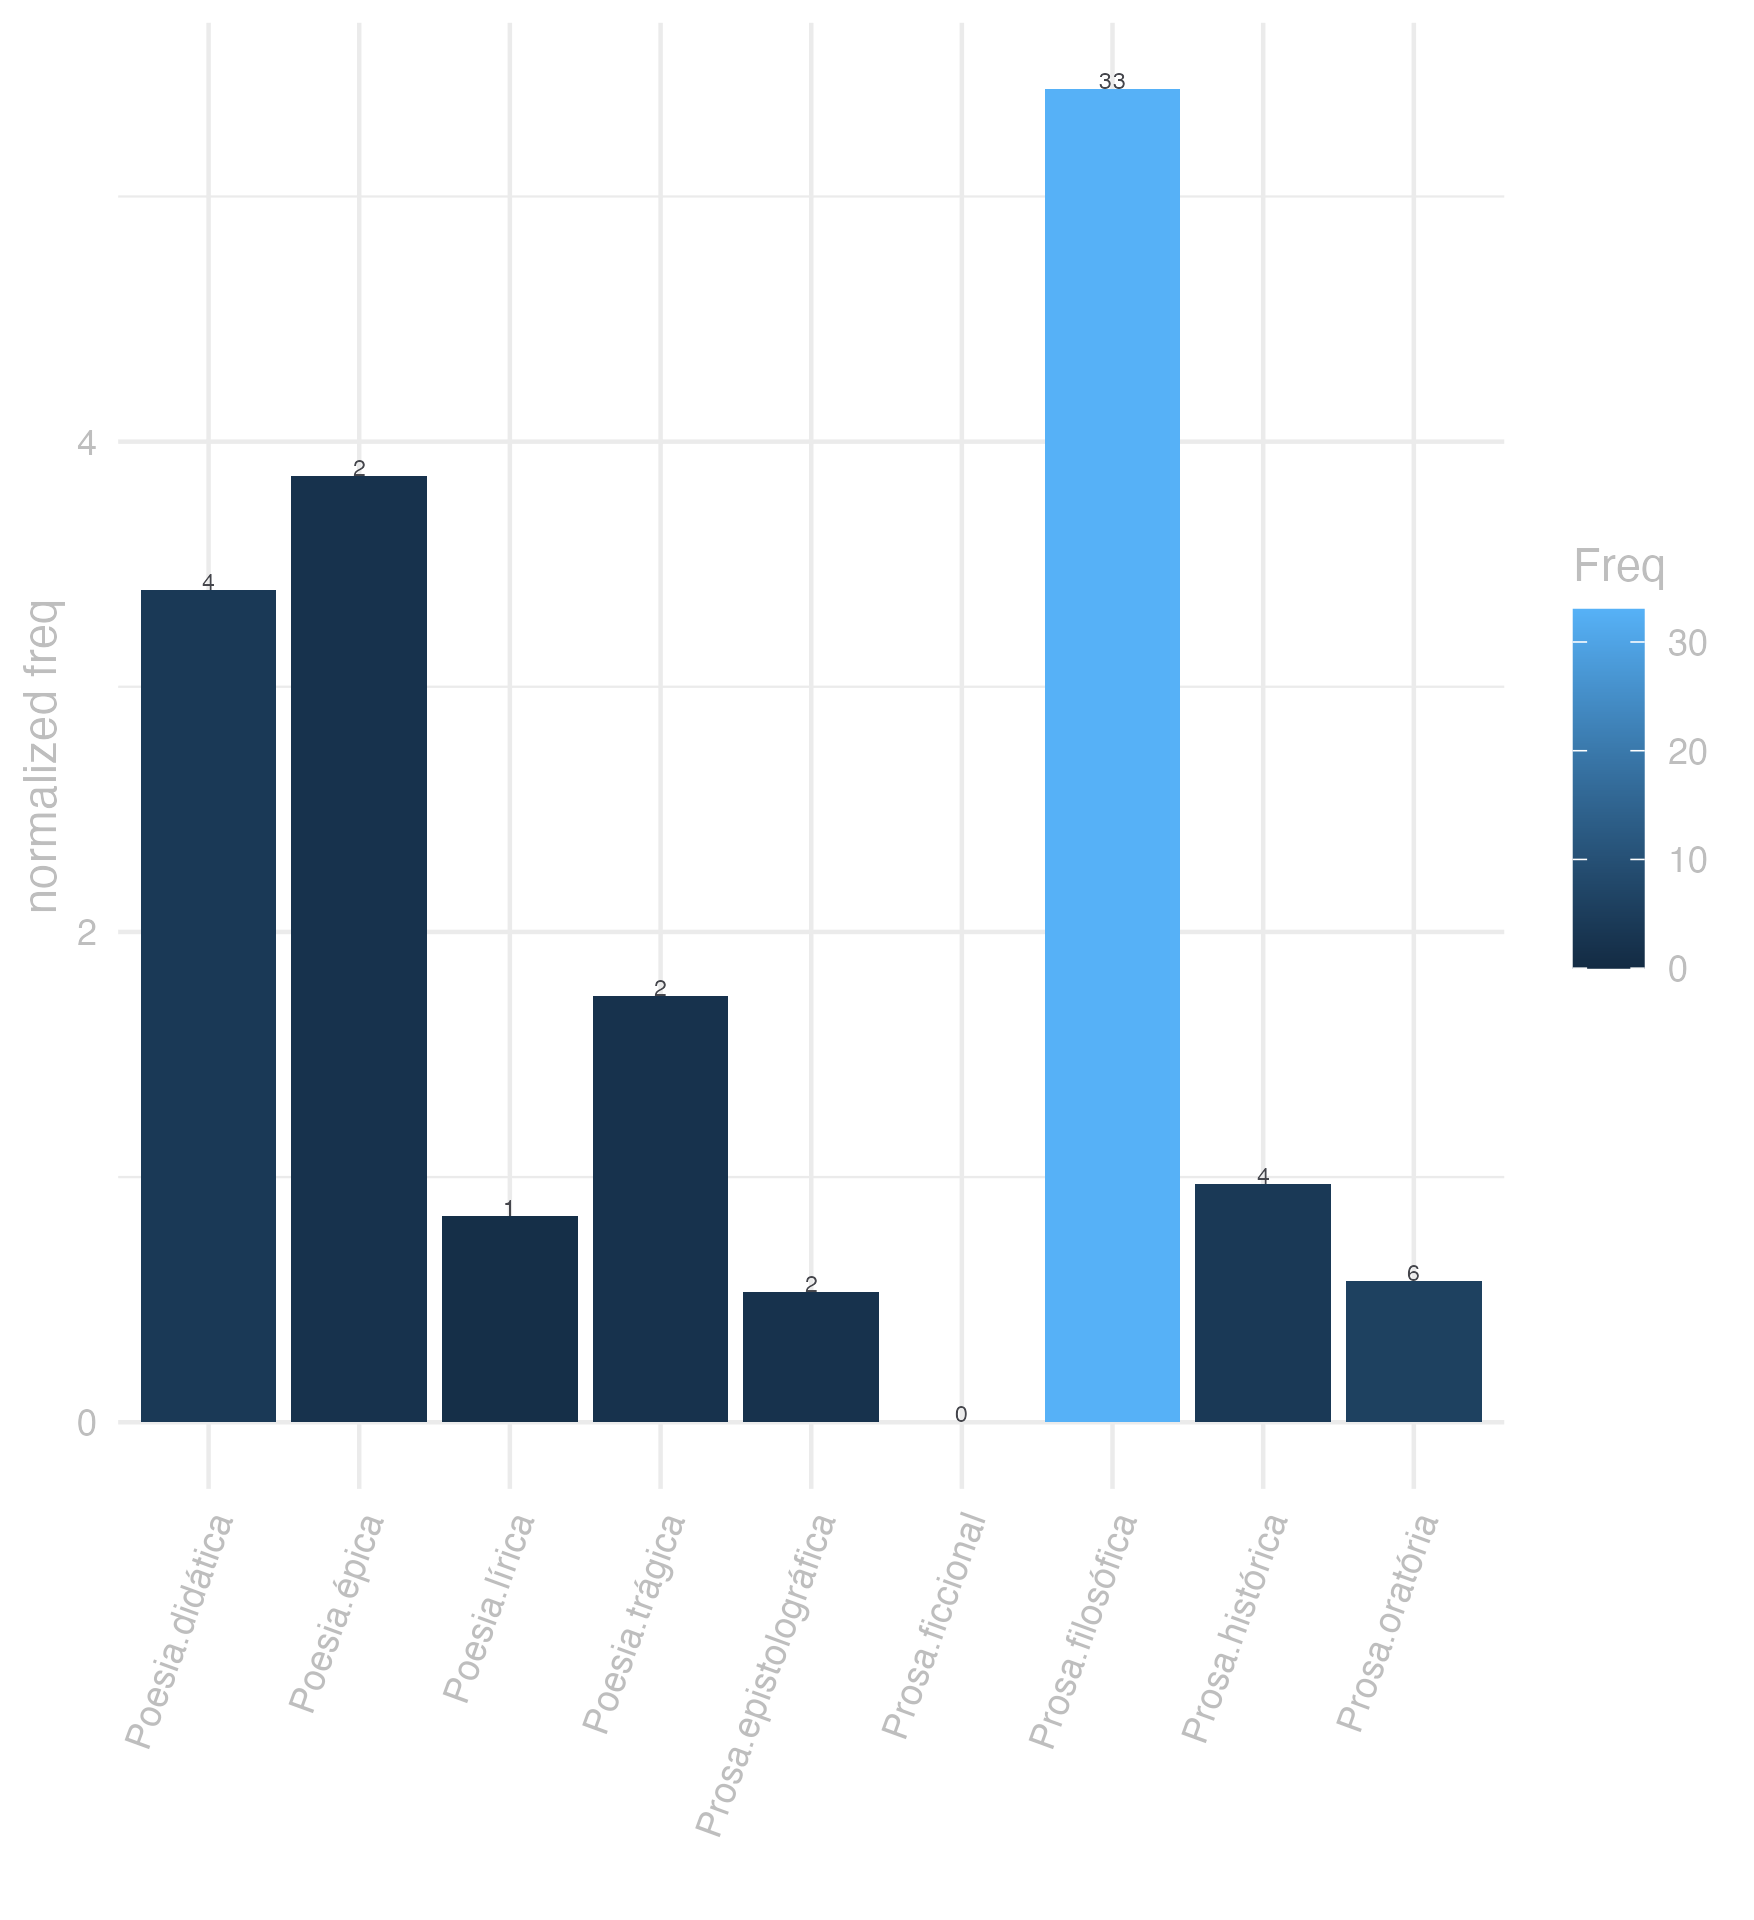 33
4
2
4
normalized freq
2
2
4
1
6
2
0
0
Freq
30
20
10
0
Poesia.didática
Poesia.épica
Poesia.lírica
Poesia.trágica
Prosa.epistolográfica
Prosa.ficcional
Prosa.filosófica
Prosa.histórica
Prosa.oratória